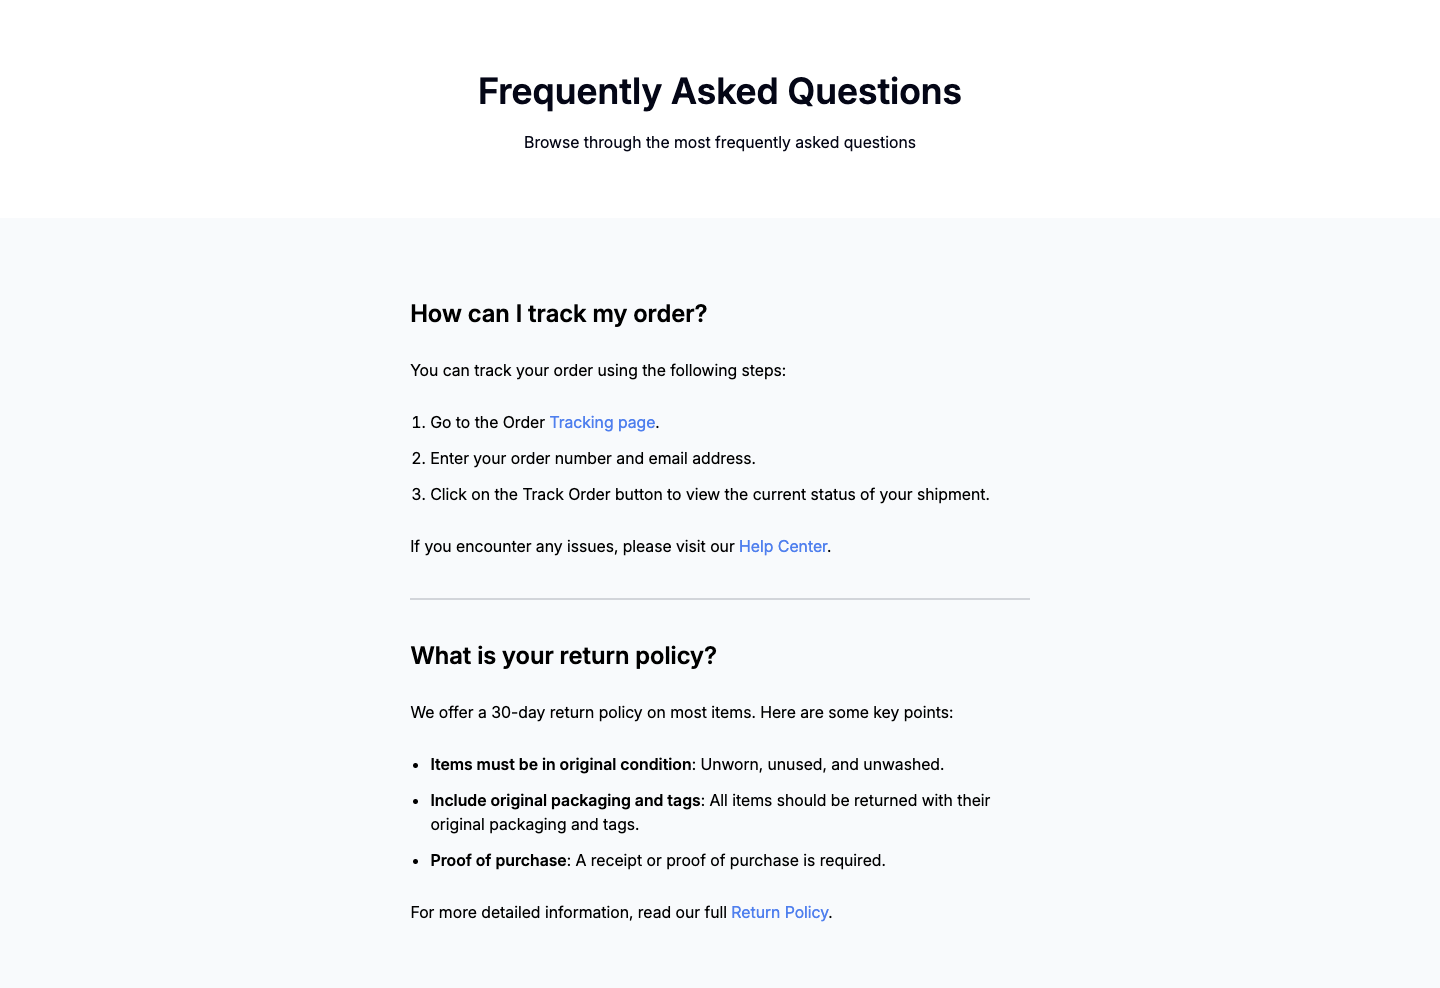 Frequently Asked Questions
Browse through the most frequently asked questions
How can I track my order?
You can track your order using the following steps:
1. Go to the Order Tracking page.
2. Enter your order number and email address.
3. Click on the Track Order button to view the current status of your shipment.
If you encounter any issues, please visit our Help Center.
What is your return policy?
We offer a 30-day return policy on most items. Here are some key points:
• Items must be in original condition: Unworn, unused, and unwashed.
• Include original packaging and tags: All items should be returned with their
original packaging and tags.
• Proof of purchase: A receipt or proof of purchase is required.
For more detailed information, read our full Return Policy.